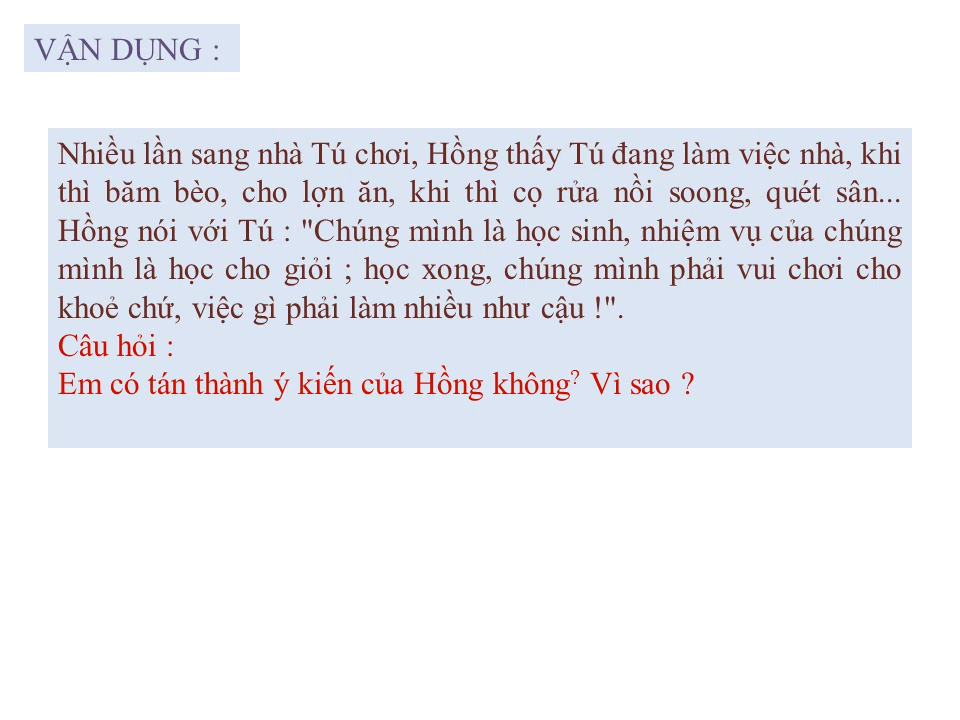 VẬN DỤNG :
Nhiều lần sang nhà Tú chơi, Hồng thấy Tú đang làm việc nhà, khi
thì băm bèo, cho lợn ăn, khi thì cọ rửa nồi soong, quét sân...
Hồng nói với Tú : "Chúng mình là học sinh, nhiệm vụ của chúng
mình là học cho giỏi ; học xong, chúng mình phải vui chơi cho
khoẻ chứ, việc gì phải làm nhiều như cậu !".
Câu hỏi :
Em có tán thành ý kiến của Hồng không? Vì sao ?